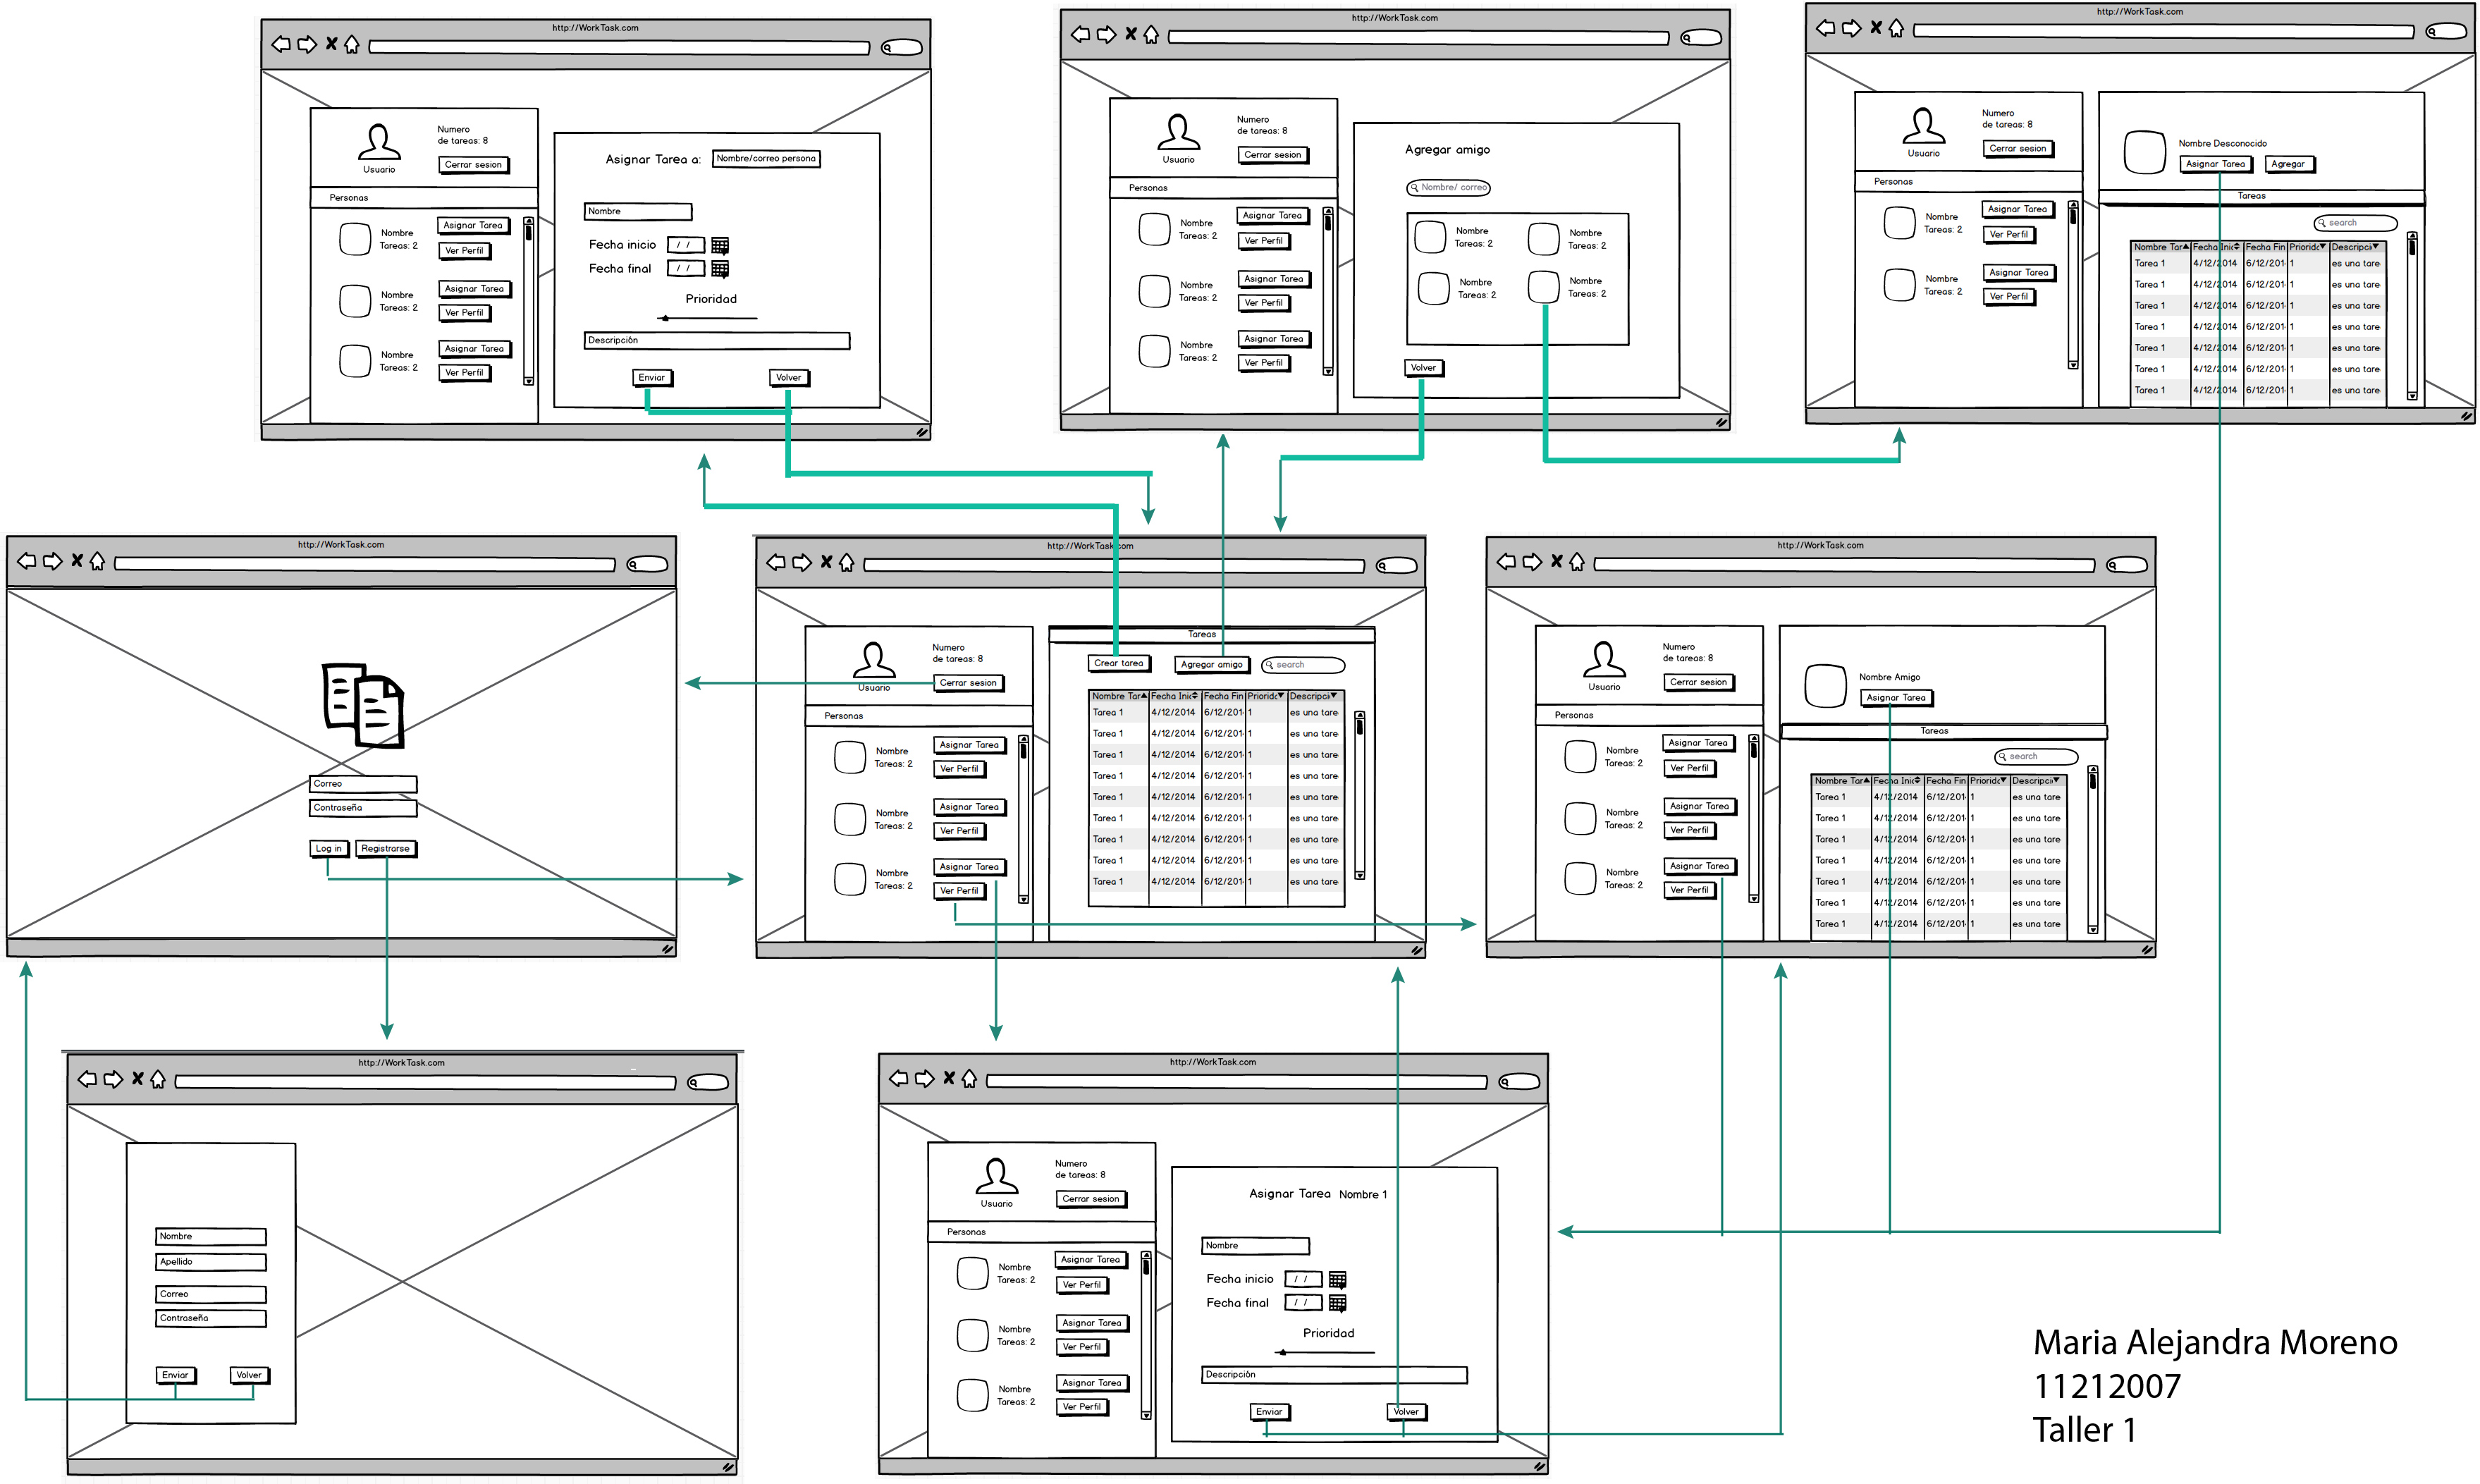 http://WorkTask.com
Numero
de tareas: 8
Cerrar sesion
Usuario
Personas
Nombre
Tareas: 2
Asignar Tarea
Ver Perfil
Nombre
Tareas: 2
Asignar Tarea
Ver Perfil
Nombre
Tareas: 2
Asignar Tarea
Ver Perfil
Asignar Tarea a: Nombre/correo persona
Nombre
Fecha inicio / /
Fecha final / /
Prioridad
Descripción
Enviar Volver
http://WorkTask.com
Numero
de tareas: 8
Cerrar sesion
Usuario
Personas
Nombre
Tareas: 2
Asignar Tarea
Ver Perfil
Nombre
Tareas: 2
Asignar Tarea
Ver Perfil
Nombre
Tareas: 2
Asignar Tarea
Ver Perfil
Agregar amigo
Nombre/ correo
Nombre
Tareas: 2
Nombre
Tareas: 2
Nombre
Tareas: 2
Nombre
Tareas: 2
Volver
http://WorkTask.com
Numero
de tareas: 8
Cerrar sesion
Usuario
Personas
Nombre
Tareas: 2
Asignar Tarea
Ver Perfil
Nombre
Tareas: 2
Asignar Tarea
Ver Perfil
Nombre Desconocido
Asignar Tarea Agregar
Tareas
search
Nombre Tar Fecha Inic Fecha Fin Prioridc Descripci
Tarea 1 4/12/2014 6/12/201 1 es una tare
Tarea 1 4/12/2014 6/12/201 1 es una tare
Tarea 1 4/12/2014 6/12/201 1 es una tare
Tarea 1 4/12/2014 6/12/201 1 es una tare
Tarea 1 4/12/2014 6/12/201 1 es una tare
Tarea 1 4/12/2014 6/12/201 1 es una tare
Tarea 1 4/12/2014 6/12/201 1 es una tare
http://WorkTask.com
Correo
Contraseña
Log in Registrarse
http://WorkTask.com
Numero
de tareas: 8
Cerrar sesion
Usuario
Personas
Nombre
Tareas: 2
Asignar Tarea
Ver Perfil
Nombre
Tareas: 2
Asignar Tarea
Ver Perfil
Nombre
Tareas: 2
Asignar Tarea
Ver Perfil
Tareas
Crear tarea Agregar amigo search
Nombre Tar Fecha Inic Fecha Fin Prioridc Descripci
Tarea 1 4/12/2014 6/12/201 1 es una tare
Tarea 1 4/12/2014 6/12/201 1 es una tare
Tarea 1 4/12/2014 6/12/201 1 es una tare
Tarea 1 4/12/2014 6/12/201 1 es una tare
Tarea 1 4/12/2014 6/12/201 1 es una tare
Tarea 1 4/12/2014 6/12/201 1 es una tare
Tarea 1 4/12/2014 6/12/201 1 es una tare
Tarea 1 4/12/2014 6/12/201 1 es una tare
Tarea 1 4/12/2014 6/12/201 1 es una tare
http://WorkTask.com
Numero
de tareas: 8
Cerrar sesion
Usuario
Personas
Nombre
Tareas: 2
Asignar Tarea
Ver Perfil
Nombre
Tareas: 2
Asignar Tarea
Ver Perfil
Nombre
Tareas: 2
Asignar Tarea
Ver Perfil
Nombre Amigo
Asignar Tarea
Tareas
search
Nombre Tar Fecha Inic Fecha Fin Prioridc Descripci
Tarea 1 4/12/2014 6/12/201 1 es una tare
Tarea 1 4/12/2014 6/12/201 1 es una tare
Tarea 1 4/12/2014 6/12/201 1 es una tare
Tarea 1 4/12/2014 6/12/201 1 es una tare
Tarea 1 4/12/2014 6/12/201 1 es una tare
Tarea 1 4/12/2014 6/12/201 1 es una tare
Tarea 1 4/12/2014 6/12/201 1 es una tare
http://WorkTask.com
Nombre
Apellido
Correo
Contraseña
Enviar Volver
http://WorkTask.com
Numero
de tareas: 8
Cerrar sesion
Usuario
Personas
Nombre
Tareas: 2
Asignar Tarea
Ver Perfil
Nombre
Tareas: 2
Asignar Tarea
Ver Perfil
Nombre
Tareas: 2
Asignar Tarea
Ver Perfil
Asignar Tarea Nombre 1
Nombre
Fecha inicio / /
Fecha final / /
Prioridad
Descripción
Enviar Volver
Maria Alejandra Moreno
11212007
Taller 1